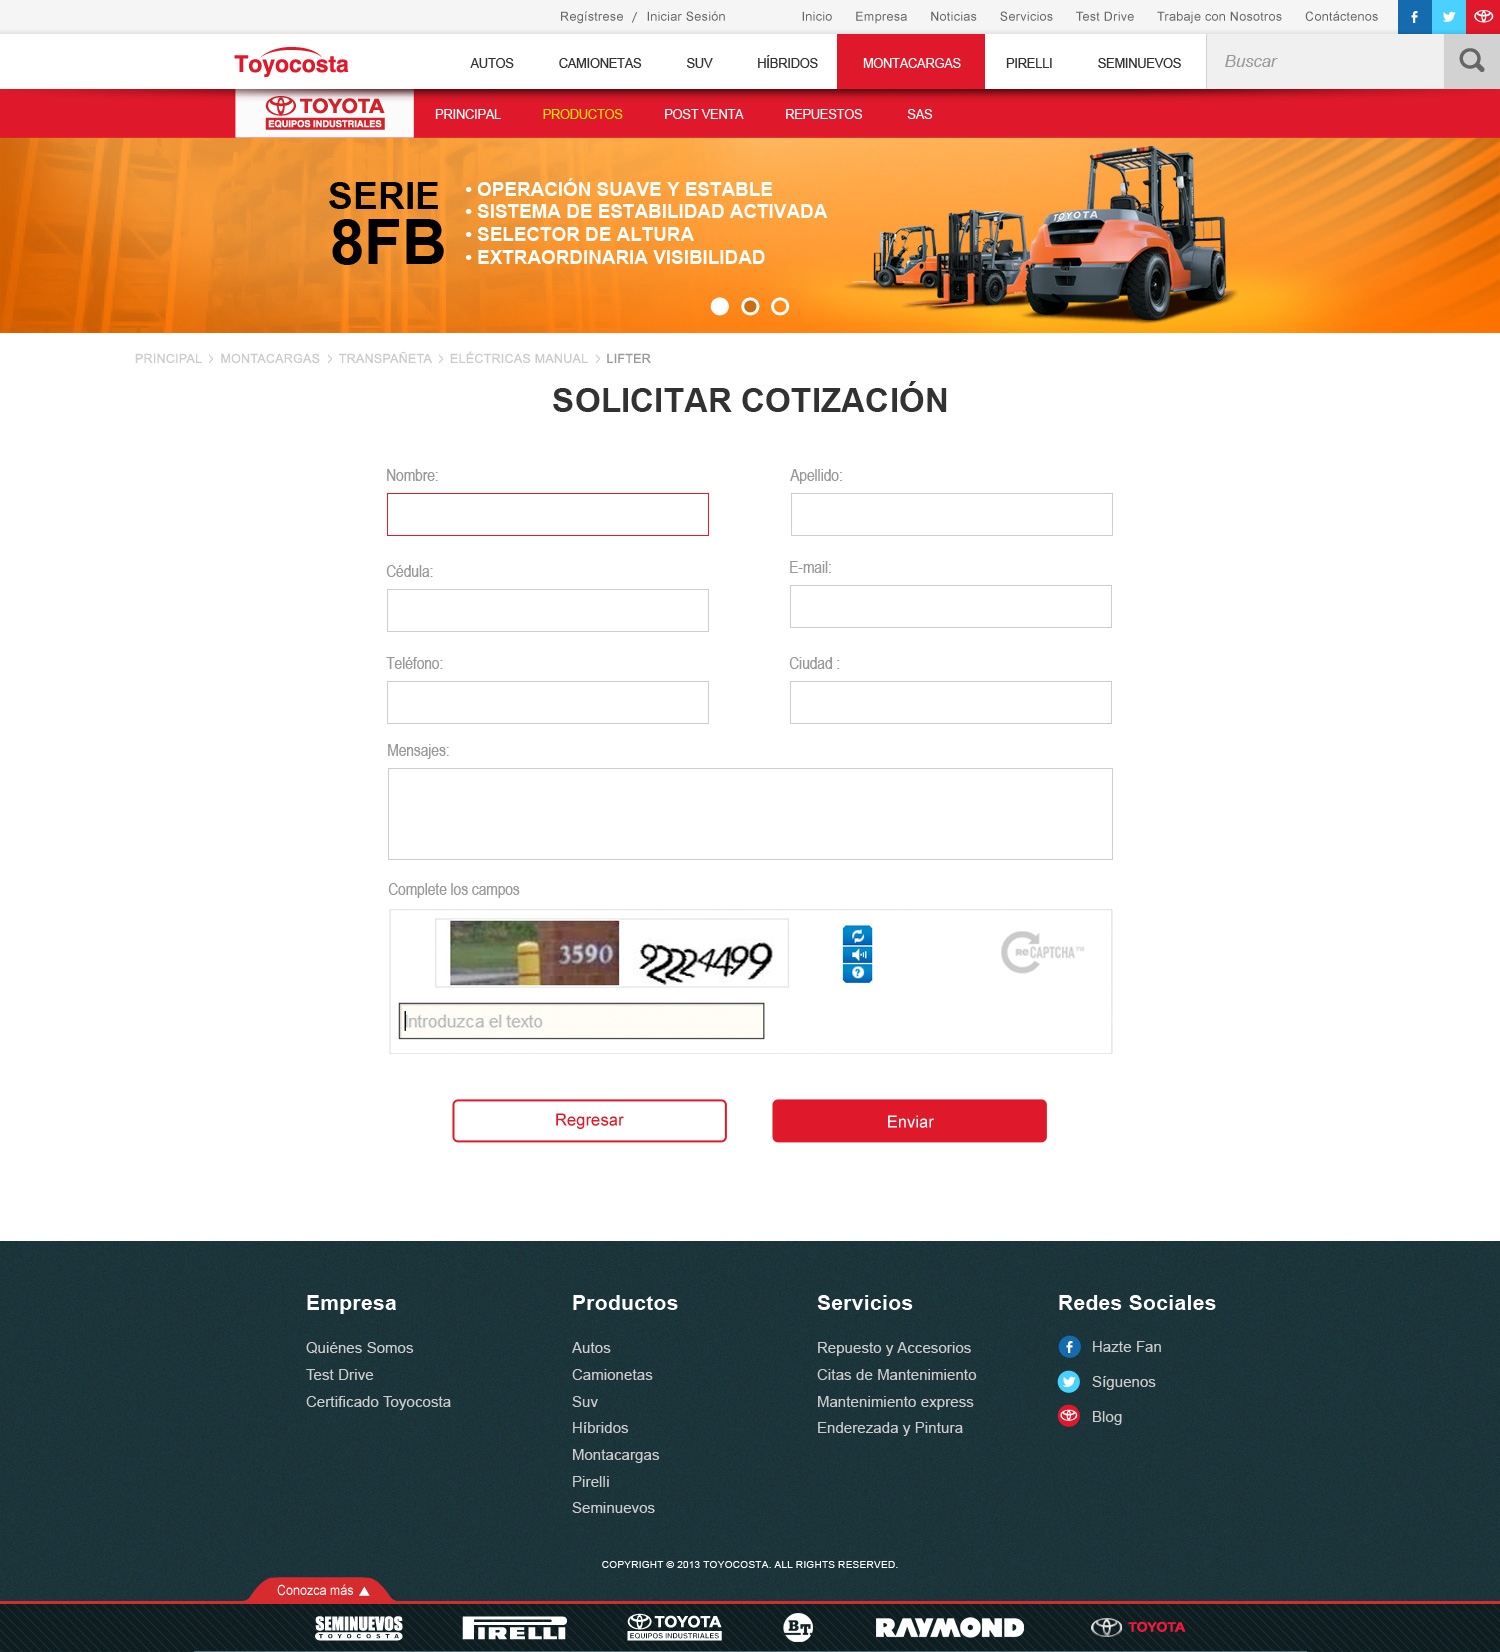 Regístrese / Iniciar Sesión Inicio Empresa Noticias Servicios Test Drive Trabaje con Nosotros Contáctenos
Toyocosta AUTOS CAMIONETAS SUV HÍBRIDOS MONTACARGAS PIRELLI SEMINUEVOS Buscar
TOYOTA
EQUIPOS INDUSTRIALES
PRINCIPAL PRODUCTOS POST VENTA REPUESTOS SAS
SERIE
8FB
• OPERACIÓN SUAVE Y ESTABLE
• SISTEMA DE ESTABILIDAD ACTIVADA
• SELECTOR DE ALTURA
• EXTRAORDINARIA VISIBILIDAD
TOYOTA
PRINCIPAL > MONTACARGAS > TRANSPAÑETA > ELÉCTRICAS MANUAL > LIFTER
SOLICITAR COTIZACIÓN
Nombre: Apellido:
Cédula: E-mail:
Teléfono: Ciudad :
Mensajes:
Complete los campos
3590 92224499
reCAPTCHA™
Introduzca el texto
Regresar Enviar
Empresa Productos Servicios Redes Sociales
Quiénes Somos Autos Repuesto y Accesorios Hazte Fan
Test Drive Camionetas Citas de Mantenimiento Síguenos
Certificado Toyocosta Suv Mantenimiento express Blog
Híbridos Enderezada y Pintura
Montacargas
Pirelli
Seminuevos
COPYRIGHT © 2013 TOYOCOSTA. ALL RIGHTS RESERVED.
Conozca más ▲
SEMINUEVOS
TOYOCOSTA
PIRELLI
TOYOTA
EQUIPOS INDUSTRIALES
BT
RAYMOND
TOYOTA